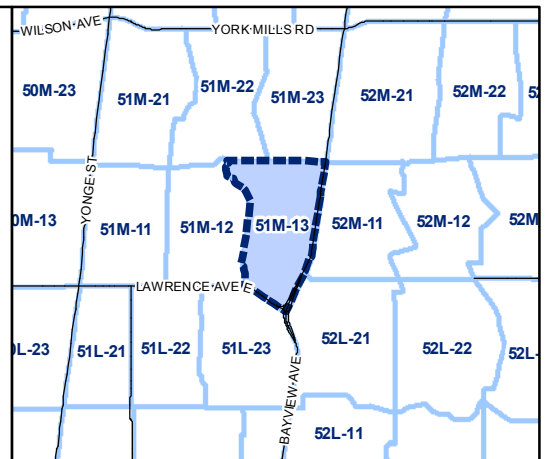 WILSON AVE
YORK MILLS RD
50M-23
51M-21
51M-22
51M-23
52M-21
52M-22
52
YONGE ST
0M-13
51M-11
51M-12
51M-13
52M-11
52M-12
52M
LAWRENCE AVE E
0L-23
51L-21
51L-22
51L-23
52L-21
52L-22
52L-
BAYVIEW AVE
52L-11